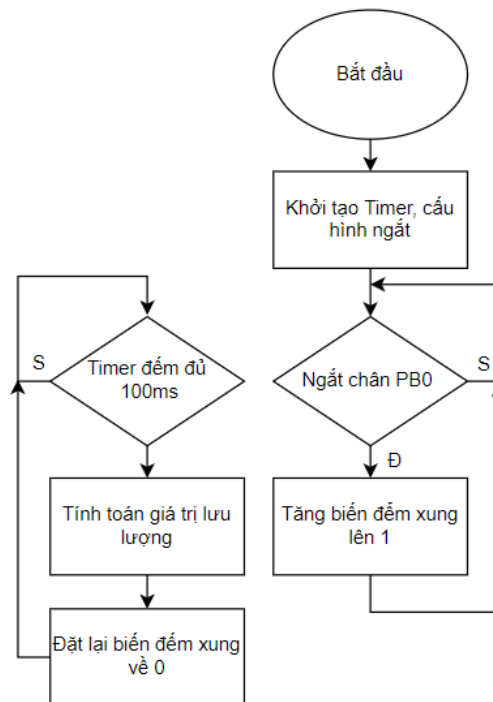 Bắt đầu
Khởi tạo Timer, cấu
hình ngắt
S
Timer đếm đủ
100ms
Ngắt chân PB0
S
Đ
Tính toán giá trị lưu
lượng
Tăng biến đếm xung
lên 1
Đặt lại biến đếm xung
về 0